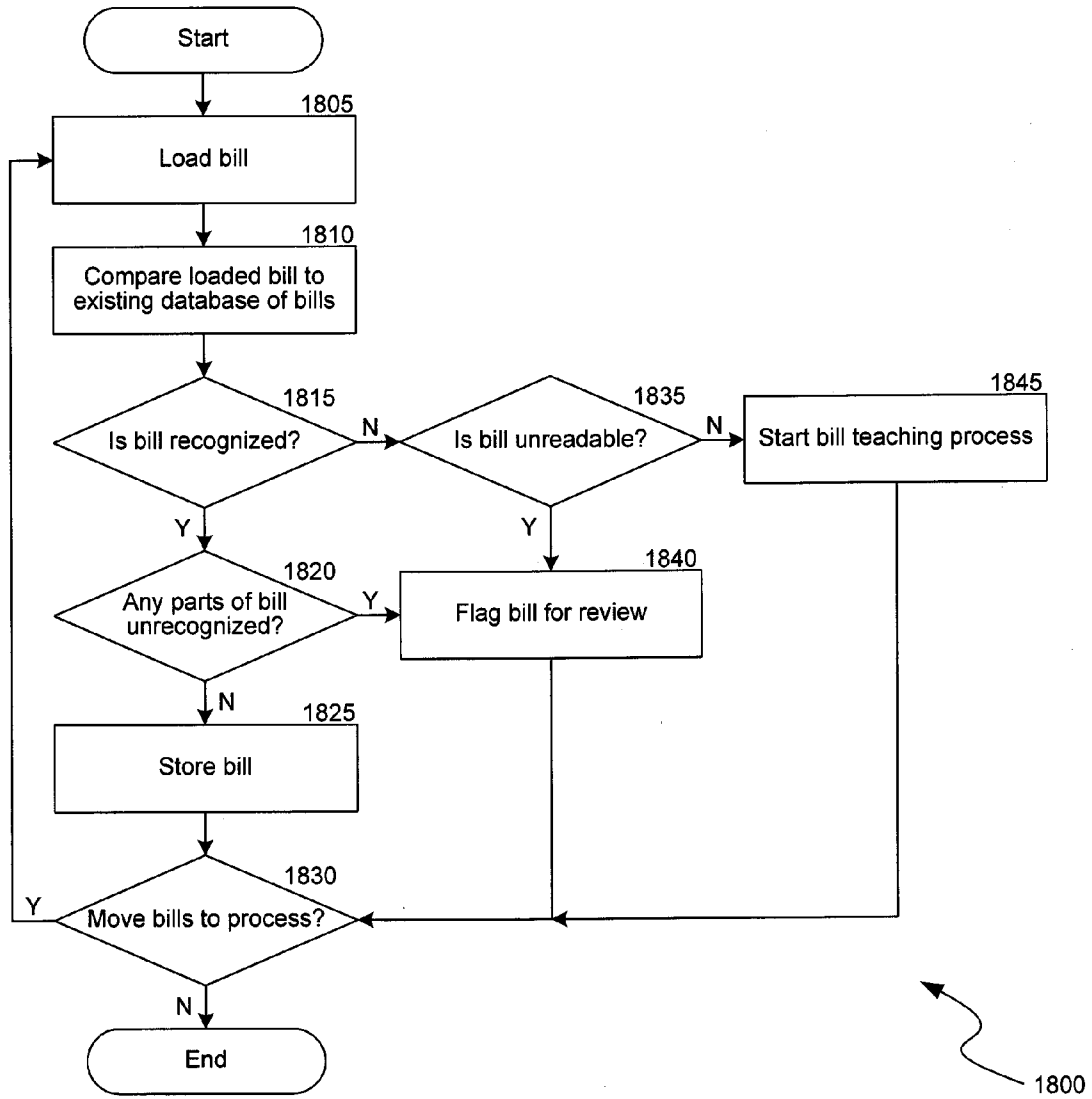 Start
1805
Load bill
1810
Compare loaded bill to
existing database of bills
1815
Is bill recognized?
N
1835
Is bill unreadable?
N
1845
Start bill teaching process
Y
Y
1820
Any parts of bill
unrecognized?
Y
1840
Flag bill for review
N
1825
Store bill
1830
Move bills to process?
Y
N
End
1800